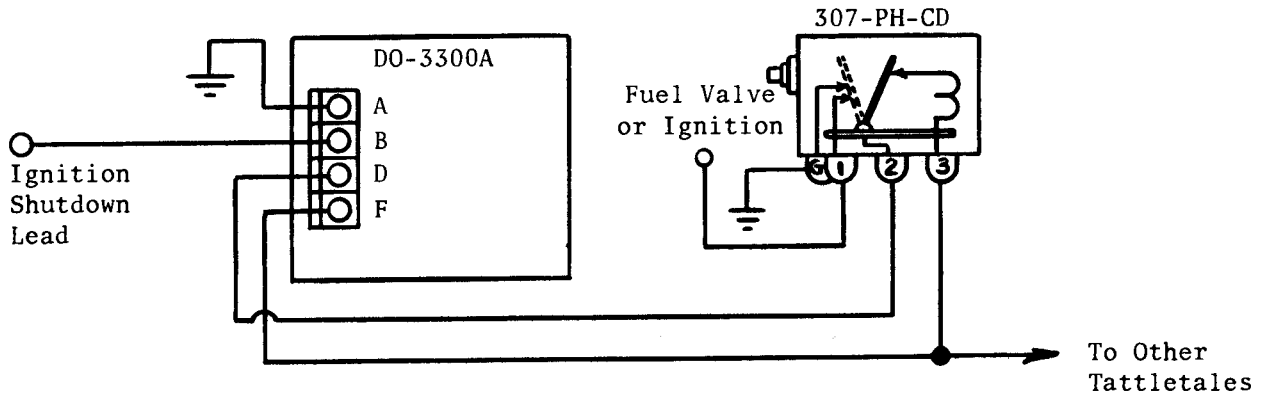 307-PH-CD
DO-3300A
A
B
D
F
Ignition
Shutdown
Lead
Fuel Valve
or Ignition
G 1 2 3
To Other
Tattletales